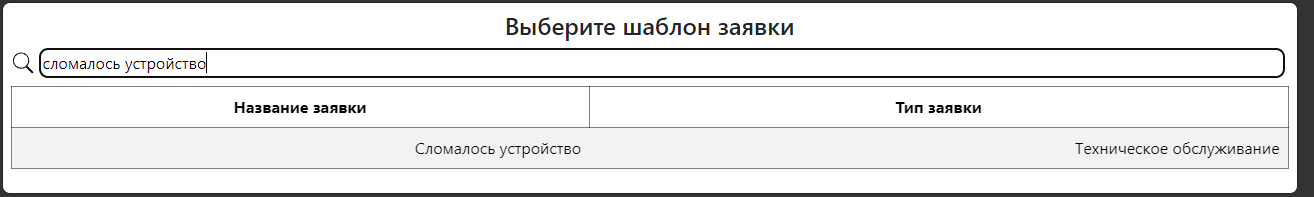 Выберите шаблон заявки
сломалось устройство
Название заявки Тип заявки
Сломалось устройство Техническое обслуживание